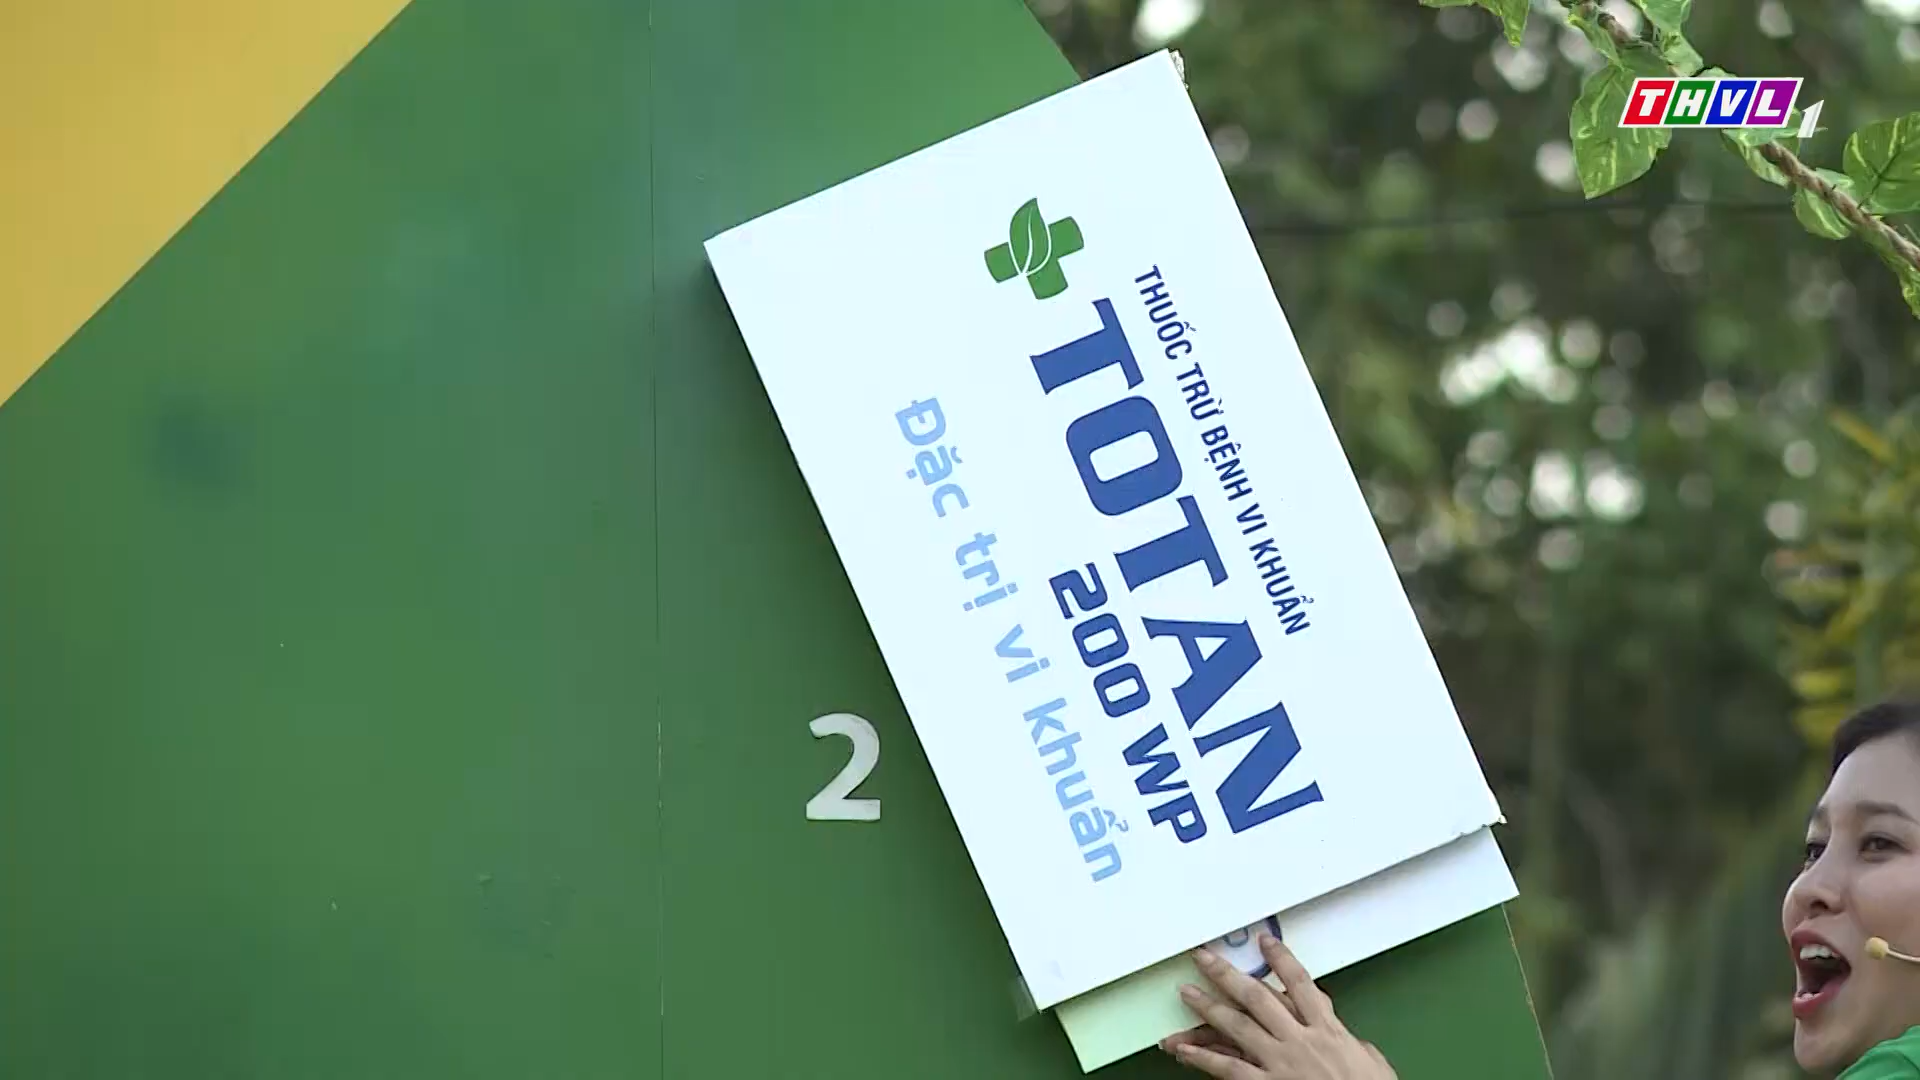 THVL1
THUỐC TRỪ BỆNH VI KHUẨN
TOTAN
200 WP
Đặc trị vi khuẩn
2